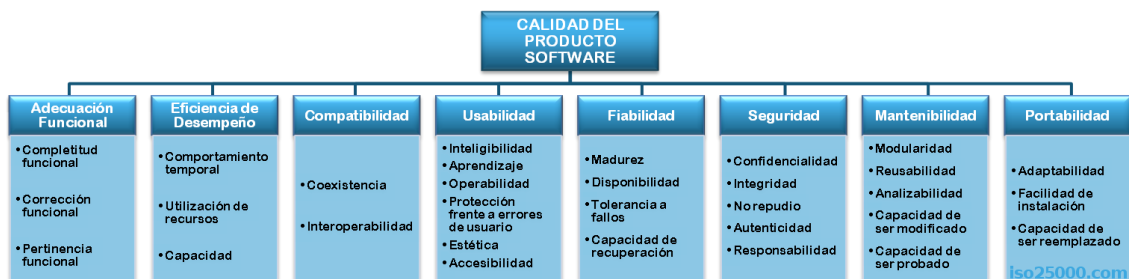 CALIDAD DEL
PRODUCTO
SOFTWARE
Adecuación
Funcional
• Completitud
funcional
• Corrección
funcional
• Pertinencia
funcional
Eficiencia de
Desempeño
• Comportamiento
temporal
• Utilización de
recursos
• Capacidad
Compatibilidad
• Coexistencia
• Interoperabilidad
Usabilidad
• Inteligibilidad
• Aprendizaje
• Operabilidad
• Protección
frente a errores
de usuario
• Estética
• Accesibilidad
Fiabilidad
• Madurez
• Disponibilidad
• Tolerancia a
fallos
• Capacidad de
recuperación
Seguridad
• Confidencialidad
• Integridad
• No repudio
• Autenticidad
• Responsabilidad
Mantenibilidad
• Modularidad
• Reusabilidad
• Analizabilidad
• Capacidad de
ser modificado
• Capacidad de
ser probado
Portabilidad
• Adaptabilidad
• Facilidad de
instalación
• Capacidad de
ser reemplazado
iso25000.com